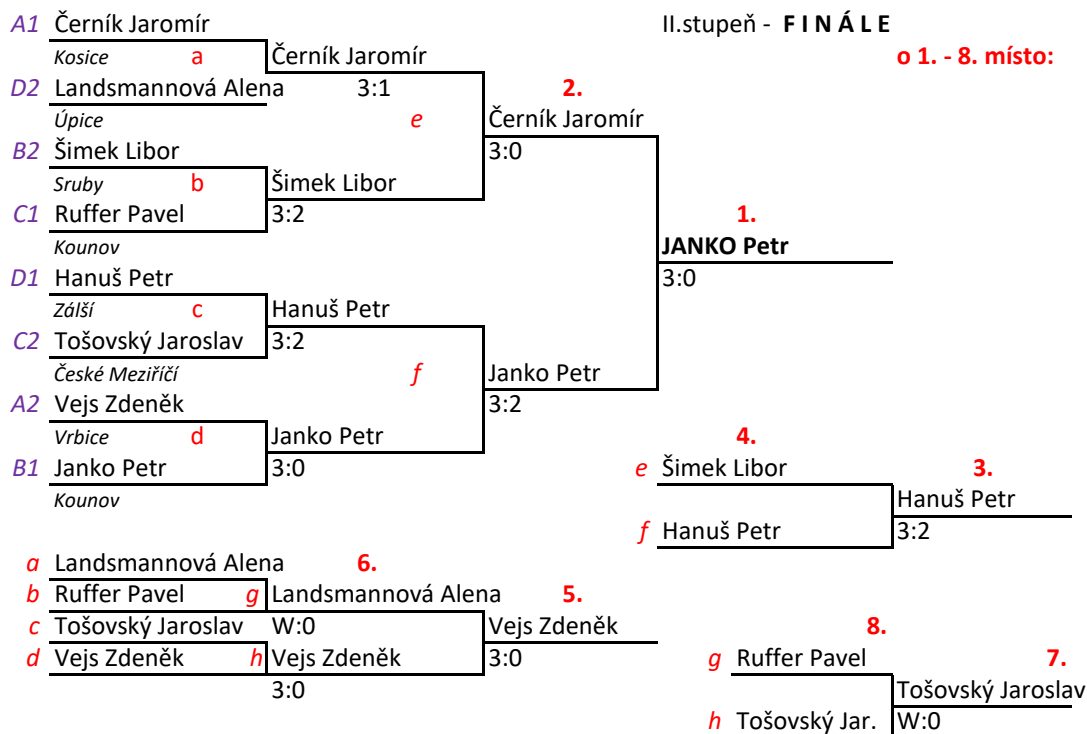 A1 Černík Jaromír II.stupeň - F I N Á L E
Kosice a Černík Jaromír o 1. - 8. místo:
D2 Landsmannová Alena 3:1 2.
Úpice e Černík Jaromír
B2 Šimek Libor 3:0
Sruby b Šimek Libor
C1 Ruffer Pavel 3:2 1.
Kounov JANKO Petr
D1 Hanuš Petr 3:0
Zálší c Hanuš Petr
C2 Tošovský Jaroslav 3:2
České Meziříčí f Janko Petr
A2 Vejs Zdeněk 3:2
Vrbice d Janko Petr 4.
B1 Janko Petr 3:0 e Šimek Libor 3.
Kounov Hanuš Petr
f Hanuš Petr 3:2
a Landsmannová Alena 6.
b Ruffer Pavel g Landsmannová Alena 5.
c Tošovský Jaroslav W:0 Vejs Zdeněk 8.
d Vejs Zdeněk h Vejs Zdeněk 3:0 g Ruffer Pavel 7.
3:0 Tošovský Jaroslav
h Tošovský Jar. W:0